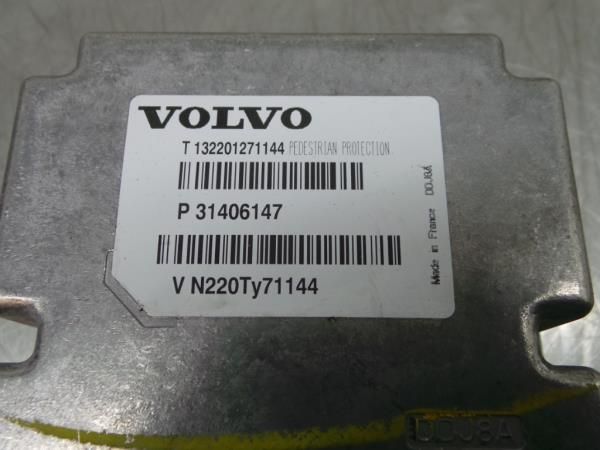 VOLVO
T 132201271144 PEDESTRIAN PROTECTION
P 31406147
V N220Ty71144
Made in France DDJ8A
DDJ8A